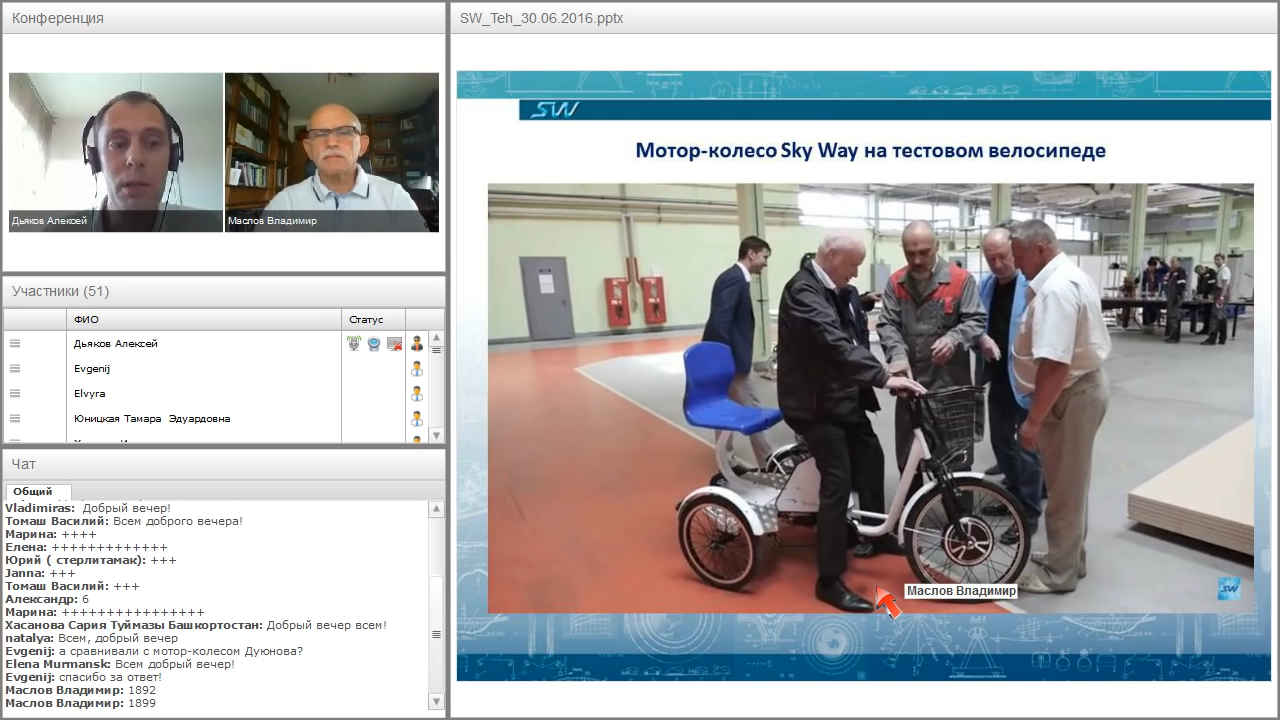 Конференция
Дьяков Алексей
Маслов Владимир
Участники (51)
ФИО
Статус
Дьяков Алексей
Evgenij
Elvyra
Юницкая Тамара Эдуардовна
Чат
Общий
Vladimiras: Добрый вечер!
Томаш Василий: Всем доброго вечера!
Марина: ++++
Елена: +++++++++++++
Юрий ( стерлитамак): +++
Janna: +++
Томаш Василий: +++
Александр: 6
Марина: ++++++++++++++++
Хасанова Сария Туймазы Башкортостан: Добрый вечер всем!
natalya: Всем, добрый вечер
Evgenij: а сравнивали с мотор-колесом Дуюнова?
Elena Murmansk: Всем добрый вечер!
Evgenij: спасибо за ответ!
Маслов Владимир: 1892
Маслов Владимир: 1899
SW_Teh_30.06.2016.pptx
SW
Мотор-колесо Sky Way на тестовом велосипеде
Маслов Владимир
SW